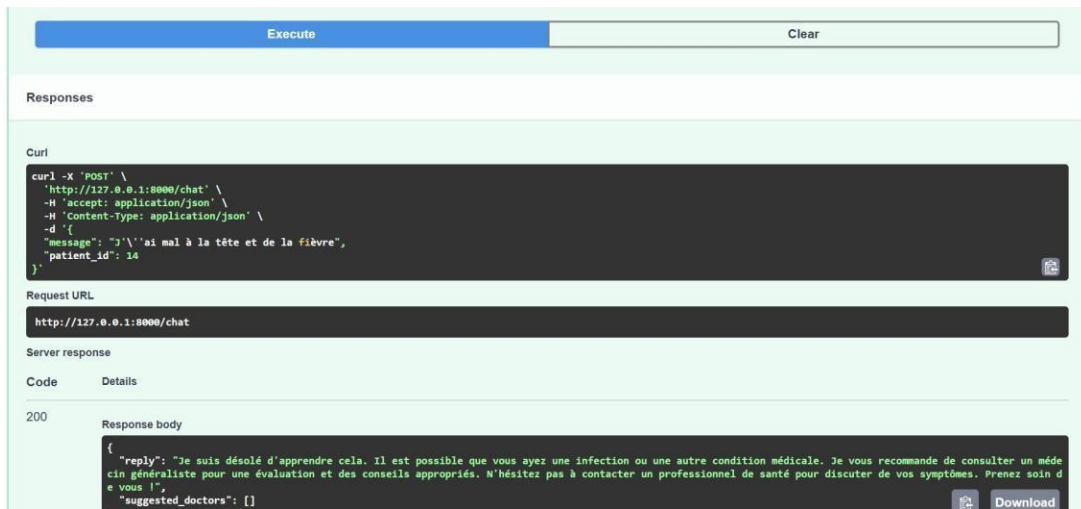 Execute Clear
Responses
Curl
curl -X 'POST' \
'http://127.0.0.1:8000/chat' \
-H 'accept: application/json' \
-H 'Content-Type: application/json' \
-d '{
"message": "J'\''ai mal à la tête et de la fièvre",
"patient_id": 14
}'
Request URL
http://127.0.0.1:8000/chat
Server response
Code Details
200
Response body
{
"reply": "Je suis désolé d'apprendre cela. Il est possible que vous ayez une infection ou une autre condition médicale. Je vous recommande de consulter un méde
cin généraliste pour une évaluation et des conseils appropriés. N'hésitez pas à contacter un professionnel de santé pour discuter de vos symptômes. Prenez soin d
e vous !",
"suggested_doctors": []
Download